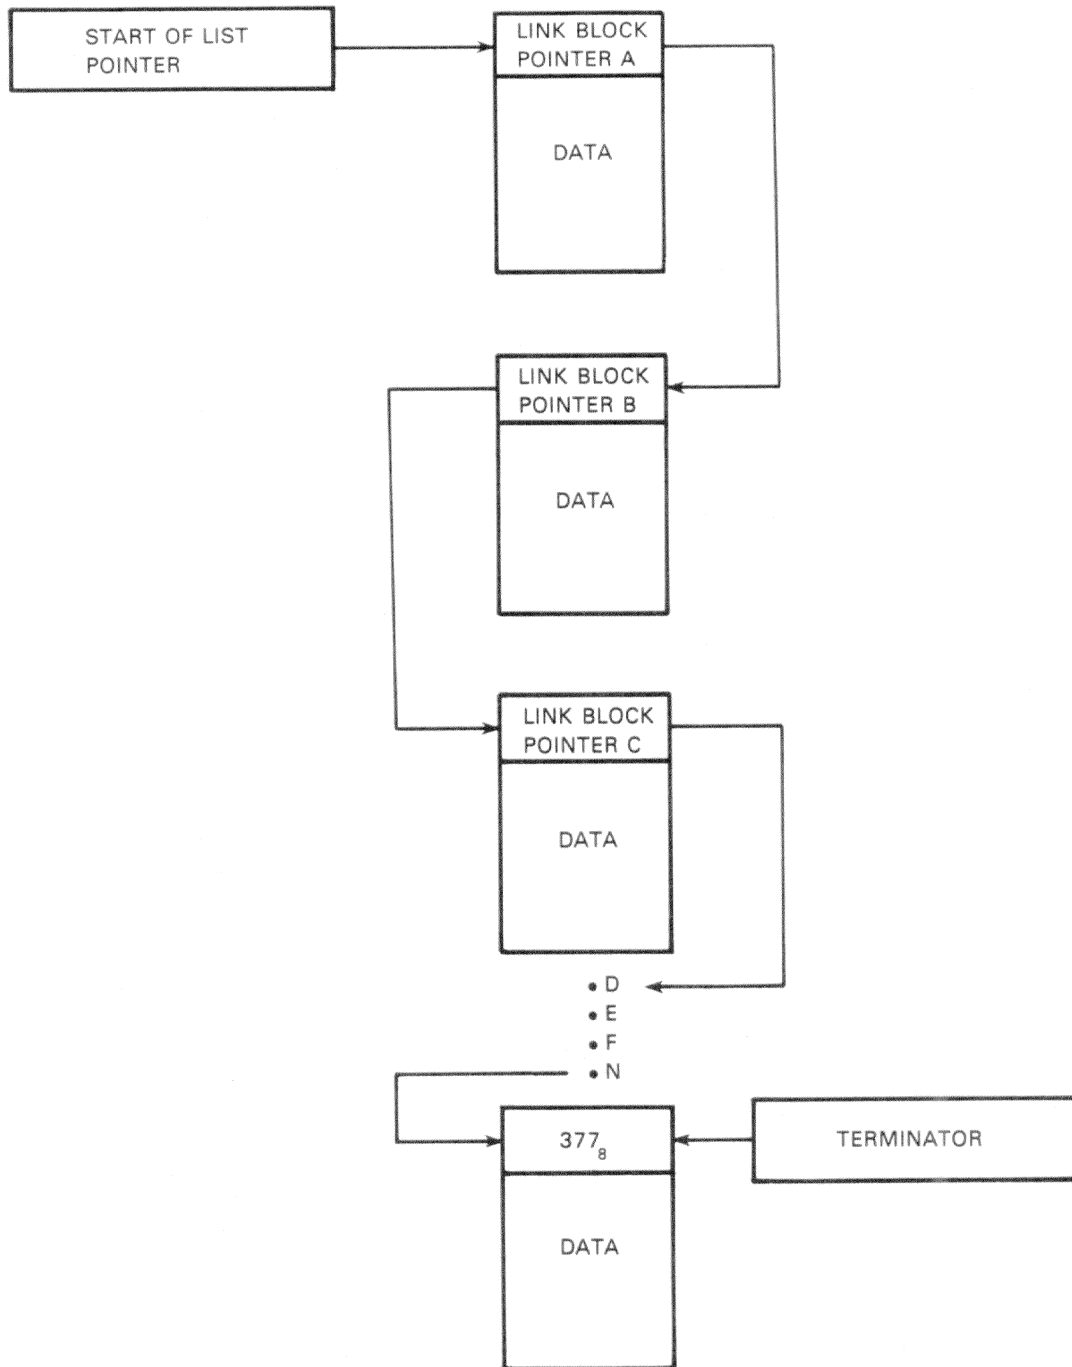 START OF LIST
POINTER
LINK BLOCK
POINTER A
DATA
LINK BLOCK
POINTER B
DATA
LINK BLOCK
POINTER C
DATA
• D
• E
• F
• N
377₈
TERMINATOR
DATA